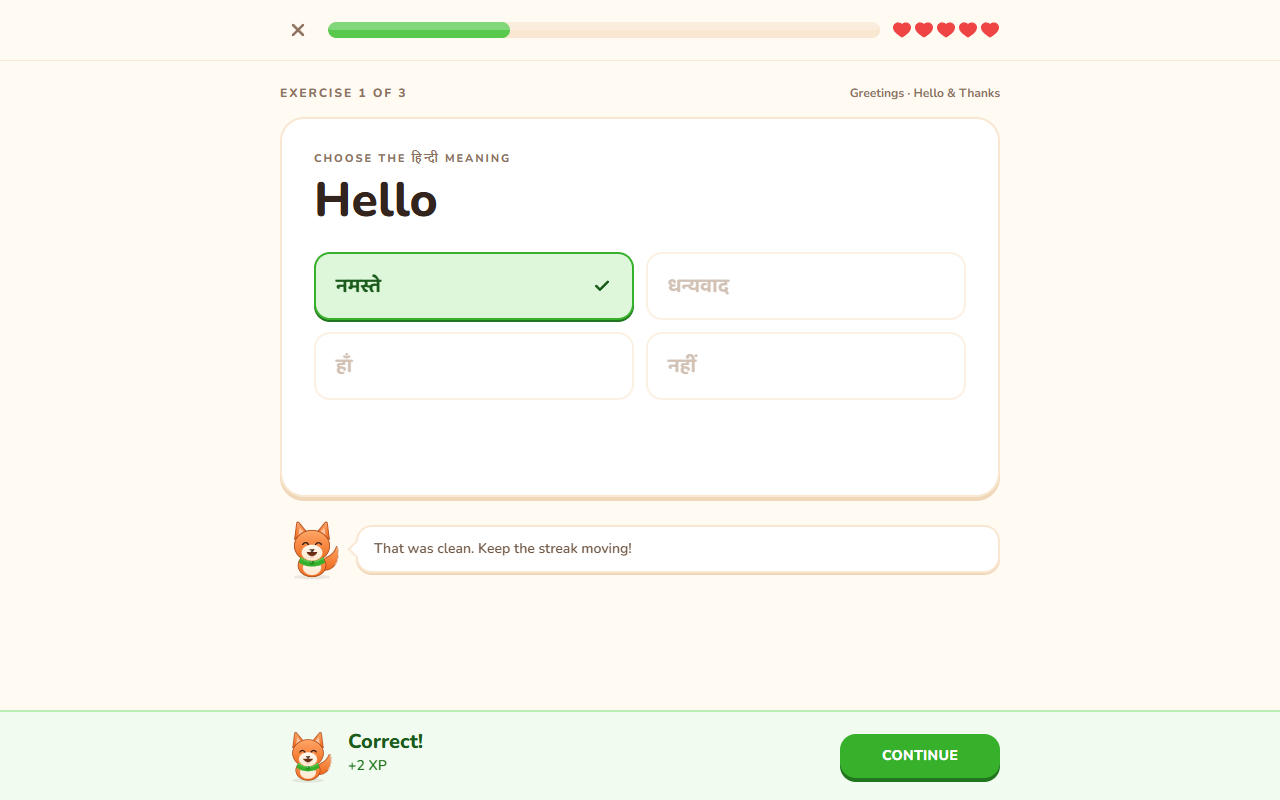 EXERCISE 1 OF 3
Greetings · Hello & Thanks
CHOOSE THE हिन्दी MEANING
Hello
नमस्ते
धन्यवाद
हाँ
नहीं
That was clean. Keep the streak moving!
Correct!
+2 XP
CONTINUE